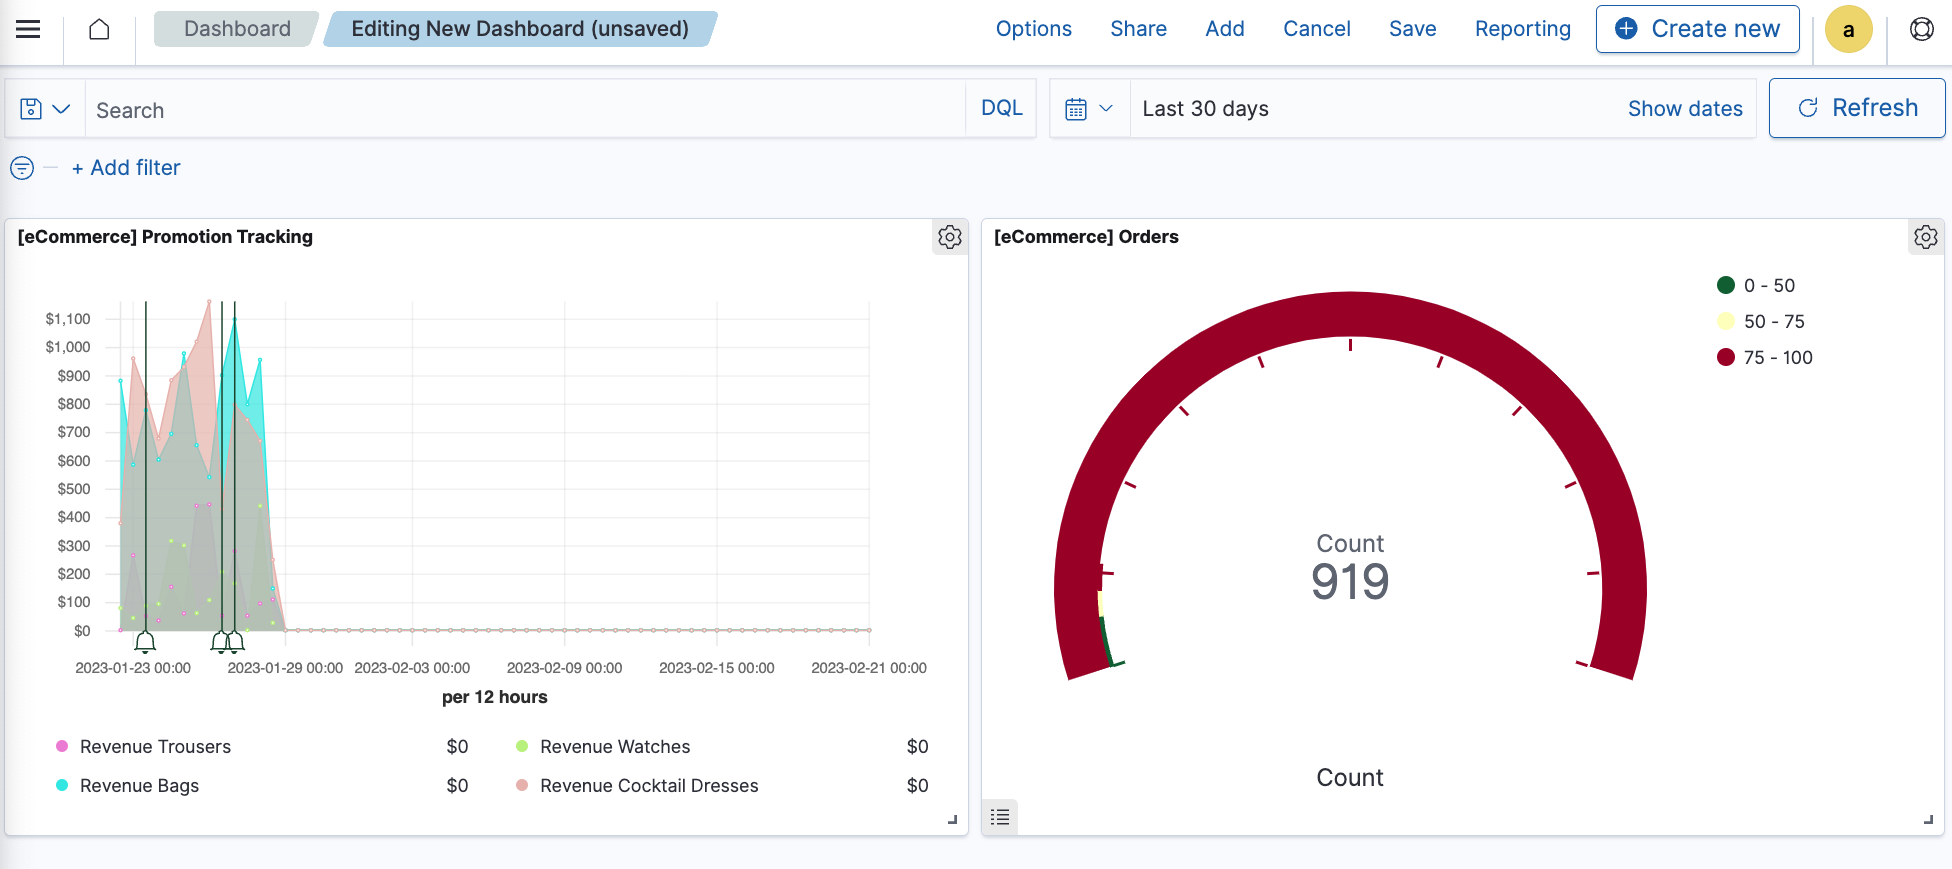 Dashboard
Editing New Dashboard (unsaved)
Options Share Add Cancel Save Reporting Create new a
Search DQL Last 30 days Show dates Refresh
+ Add filter
[eCommerce] Promotion Tracking
$1,100
$1,000
$900
$800
$700
$600
$500
$400
$300
$200
$100
$0
2023-01-23 00:00 2023-01-29 00:00 2023-02-03 00:00 2023-02-09 00:00 2023-02-15 00:00 2023-02-21 00:00
per 12 hours
Revenue Trousers $0 Revenue Watches $0
Revenue Bags $0 Revenue Cocktail Dresses $0
[eCommerce] Orders
0 - 50
50 - 75
75 - 100
Count
919
Count